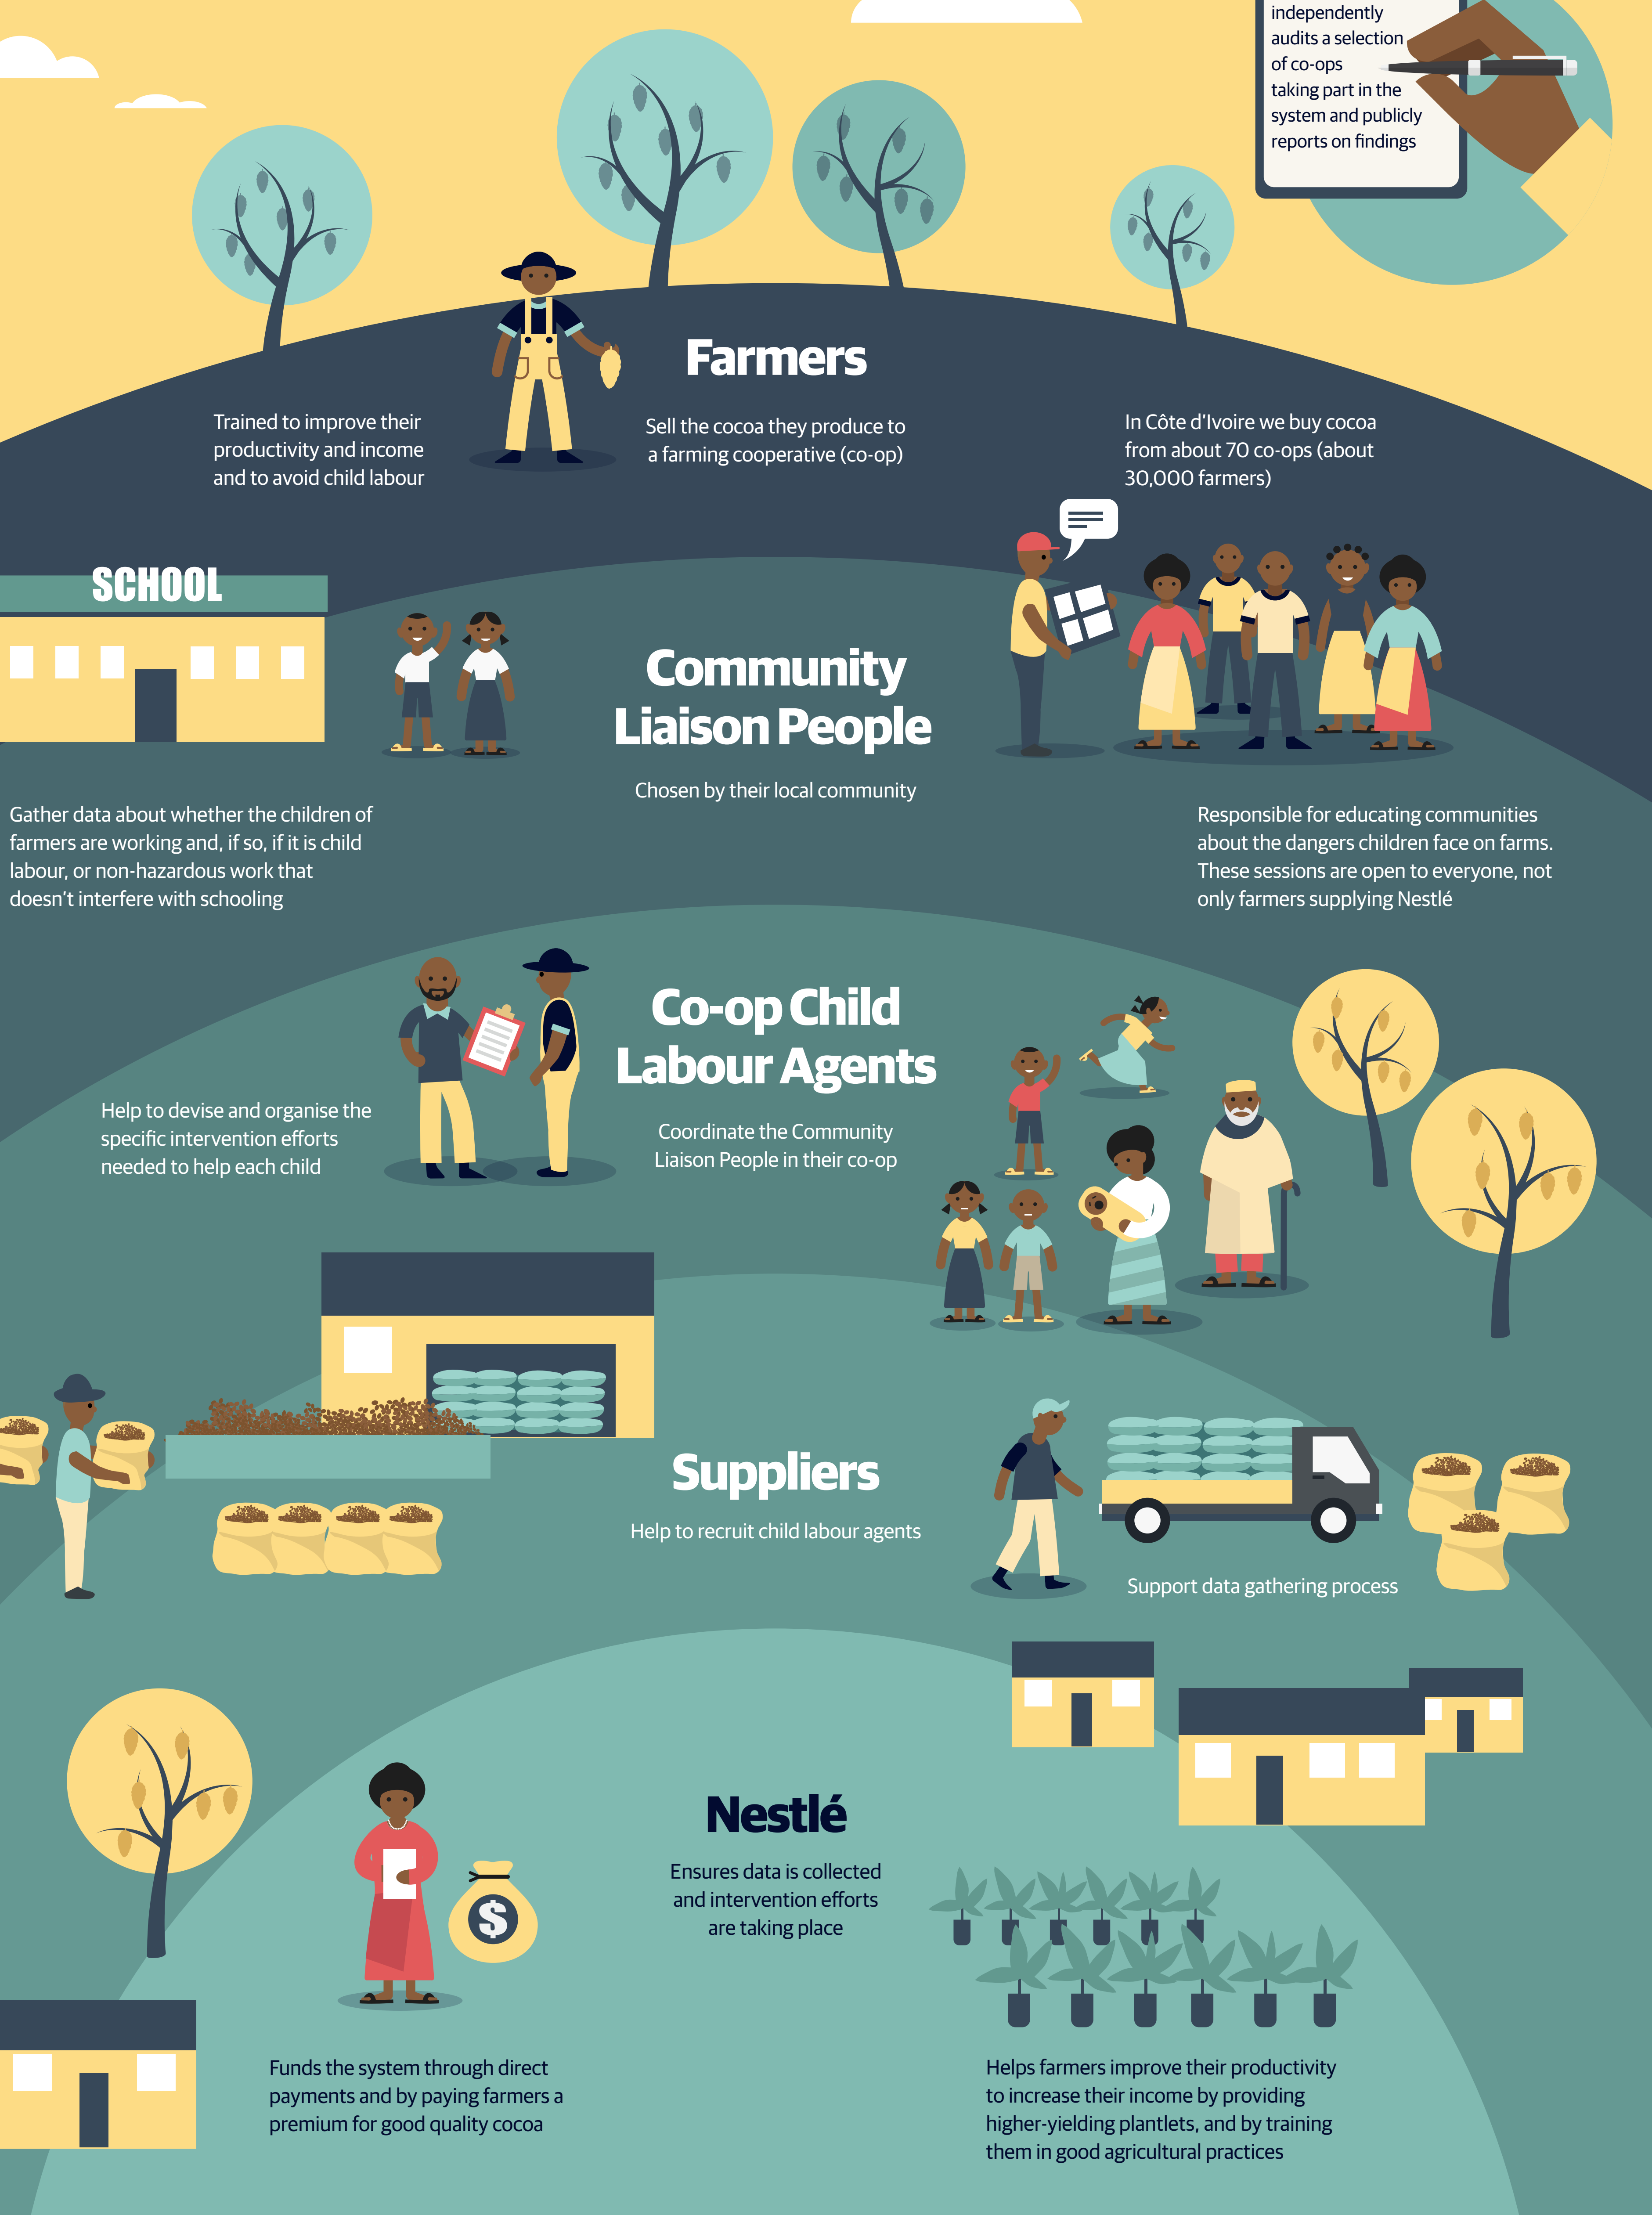 independently
audits a selection
of co-ops
taking part in the
system and publicly
reports on findings
Farmers
Trained to improve their
productivity and income
and to avoid child labour
Sell the cocoa they produce to
a farming cooperative (co-op)
In Côte d'Ivoire we buy cocoa
from about 70 co-ops (about
30,000 farmers)
SCHOOL
Community
Liaison People
Chosen by their local community
Gather data about whether the children of
farmers are working and, if so, if it is child
labour, or non-hazardous work that
doesn't interfere with schooling
Responsible for educating communities
about the dangers children face on farms.
These sessions are open to everyone, not
only farmers supplying Nestlé
Co-op Child
Labour Agents
Help to devise and organise the
specific intervention efforts
needed to help each child
Coordinate the Community
Liaison People in their co-op
Suppliers
Help to recruit child labour agents
Support data gathering process
Nestlé
Ensures data is collected
and intervention efforts
are taking place
$
Funds the system through direct
payments and by paying farmers a
premium for good quality cocoa
Helps farmers improve their productivity
to increase their income by providing
higher-yielding plantlets, and by training
them in good agricultural practices